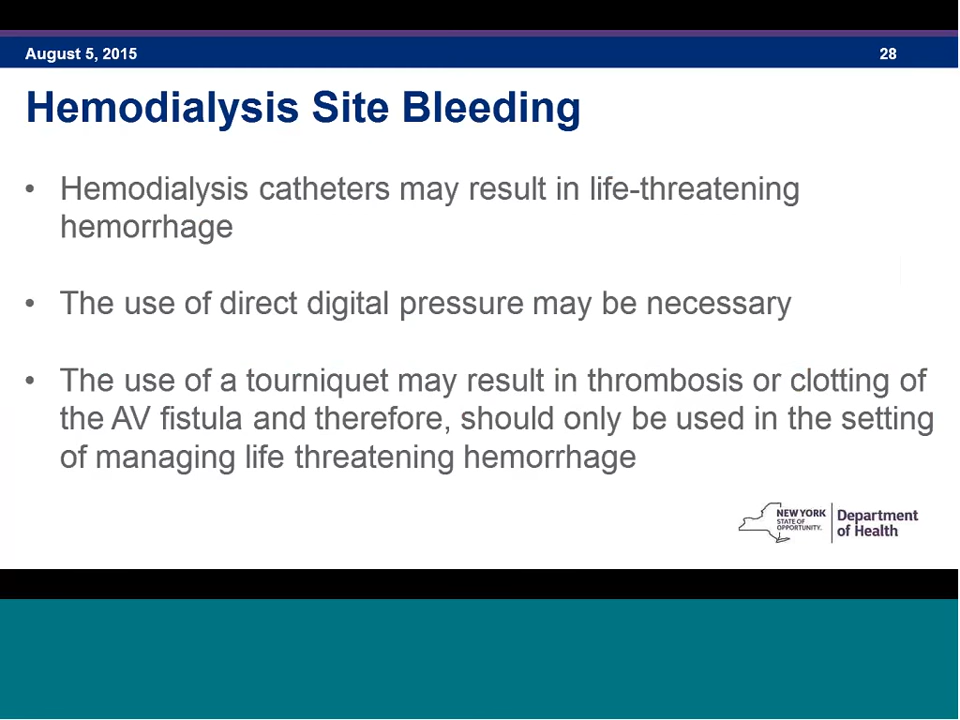 August 5, 2015
28
Hemodialysis Site Bleeding
• Hemodialysis catheters may result in life-threatening
hemorrhage
• The use of direct digital pressure may be necessary
• The use of a tourniquet may result in thrombosis or clotting of
the AV fistula and therefore, should only be used in the setting
of managing life threatening hemorrhage
NEW YORK
STATE OF
OPPORTUNITY.
Department
of Health